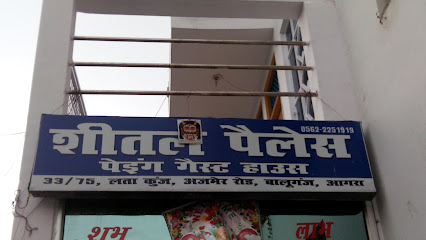 0562-2251919
शीतल पैलेस
पेइंग गैस्ट हाउस
33/75, लता कुंज, अजमेर रोड, बालूगंज, आगरा
शुभ लाभ